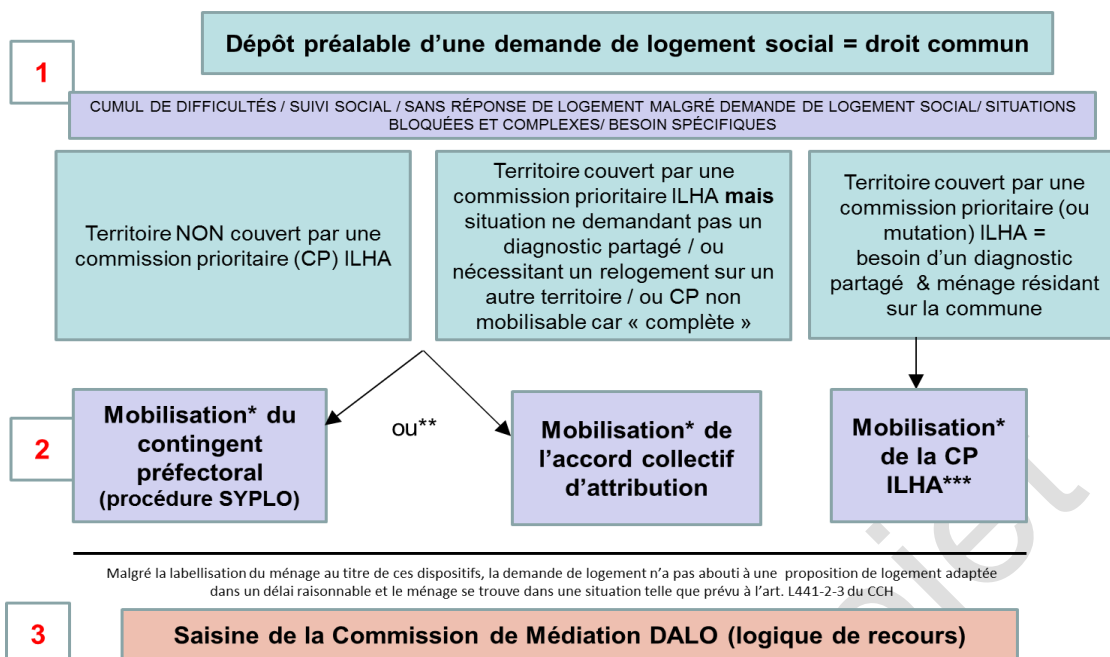 Dépôt préalable d'une demande de logement social = droit commun
1
CUMUL DE DIFFICULTÉS / SUIVI SOCIAL / SANS RÉPONSE DE LOGEMENT MALGRÉ DEMANDE DE LOGEMENT SOCIAL/ SITUATIONS
BLOQUÉES ET COMPLEXES/ BESOIN SPÉCIFIQUES
Territoire NON couvert par une
commission prioritaire (CP) ILHA
Territoire couvert par une
commission prioritaire ILHA mais
situation ne demandant pas un
diagnostic partagé / ou
nécessitant un relogement sur un
autre territoire / ou CP non
mobilisable car « complète »
Territoire couvert par une
commission prioritaire (ou
mutation) ILHA =
besoin d'un diagnostic
partagé & ménage résidant
sur la commune
2
Mobilisation* du
contingent
préfectoral
(procédure SYPLO)
ou**
Mobilisation* de
l'accord collectif
d'attribution
Mobilisation*
de la CP
ILHA***
Malgré la labellisation du ménage au titre de ces dispositifs, la demande de logement n'a pas abouti à une proposition de logement adaptée
dans un délai raisonnable et le ménage se trouve dans une situation telle que prévu à l'art. L441-2-3 du CCH
3
Saisine de la Commission de Médiation DALO (logique de recours)